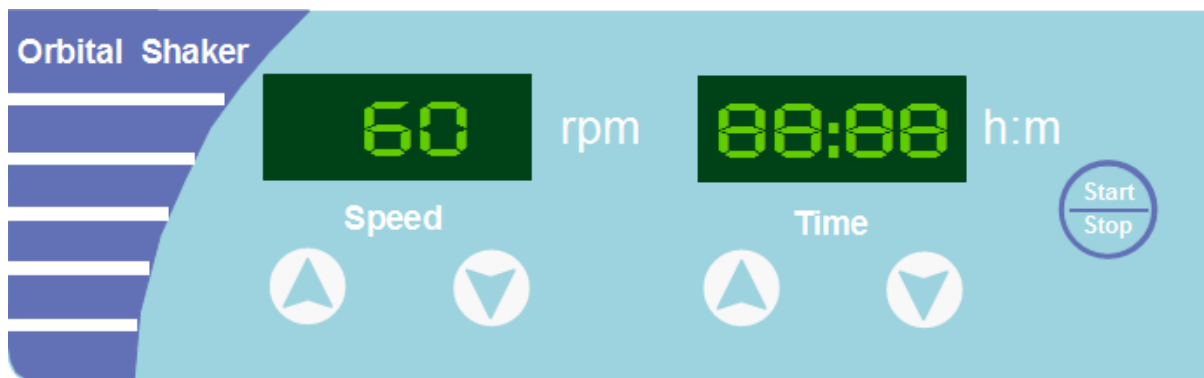 Orbital Shaker
60 rpm
88:88 h:m
Speed
Time
Start
Stop